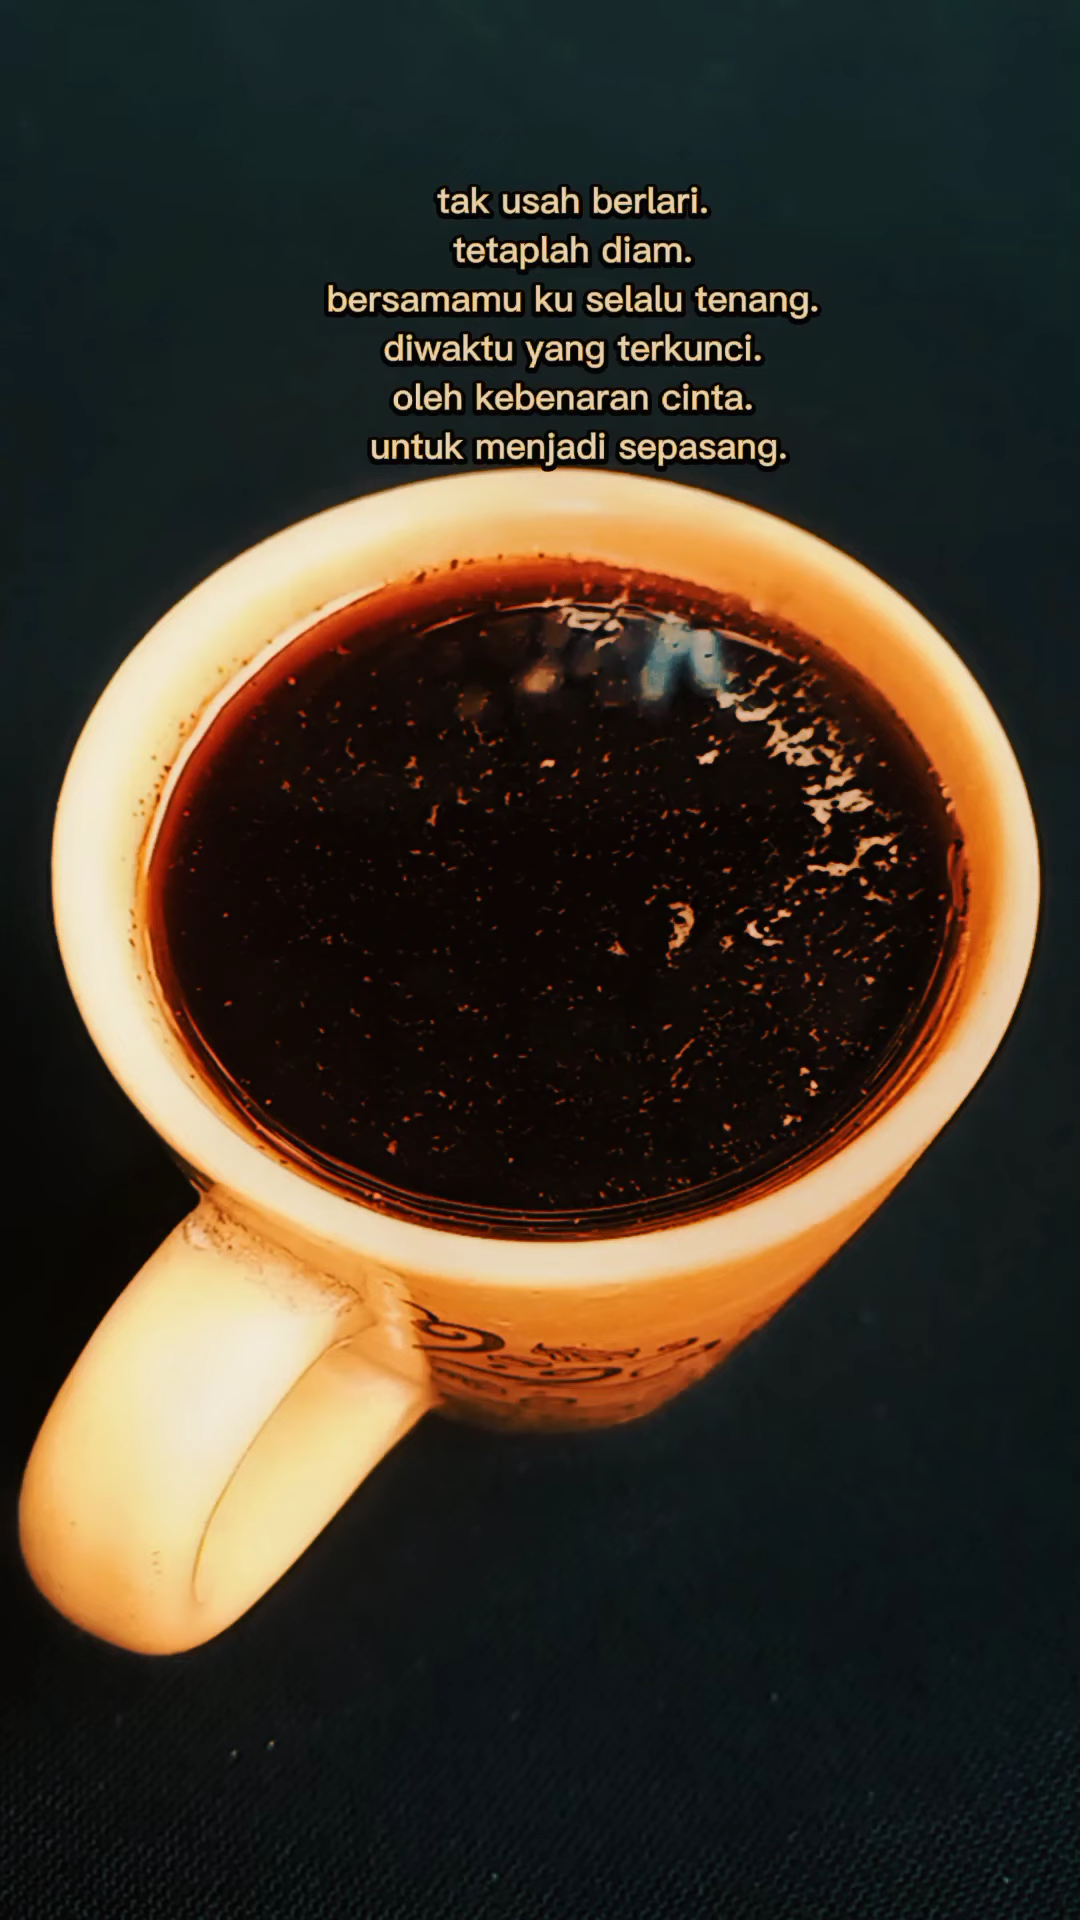 tak usah berlari.
tetaplah diam.
bersamamu ku selalu tenang.
diwaktu yang terkunci.
oleh kebenaran cinta.
untuk menjadi sepasang.